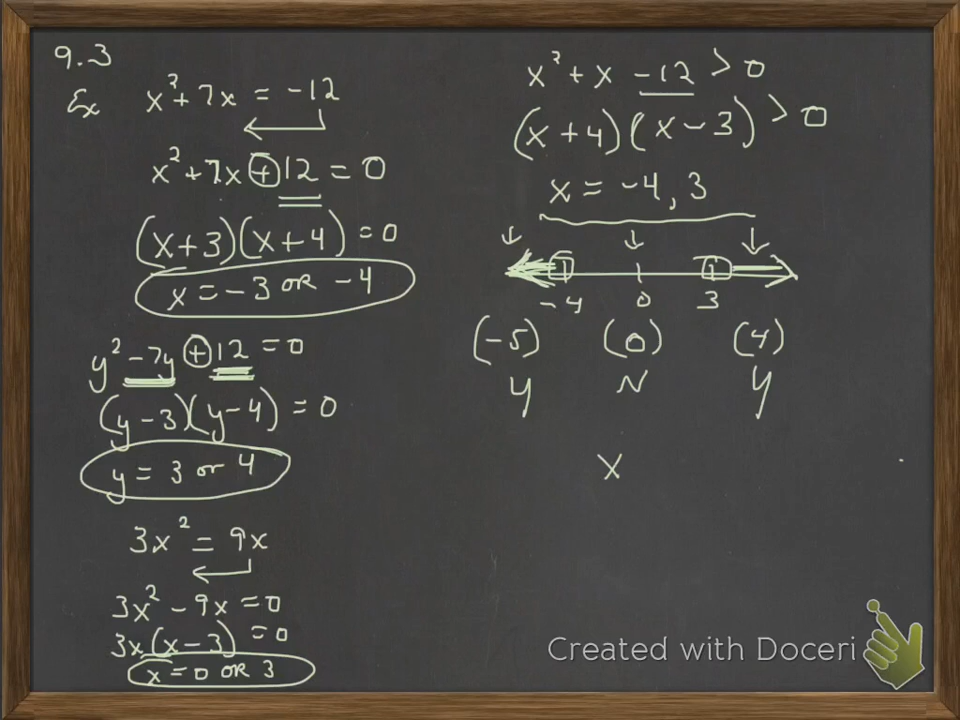 9.3
Ex x² + 7x = -12
x² + 7x + 12 = 0
(x + 3)(x + 4) = 0
x = -3 or -4
y² - 7y + 12 = 0
(y - 3)(y - 4) = 0
y = 3 or 4
3x² = 9x
3x² - 9x = 0
3x(x - 3) = 0
x = 0 OR 3
x² + x - 12 > 0
(x + 4)(x - 3) > 0
x = -4, 3
-4 0 3
(-5) (0) (4)
Y N Y
x
Created with Doceri